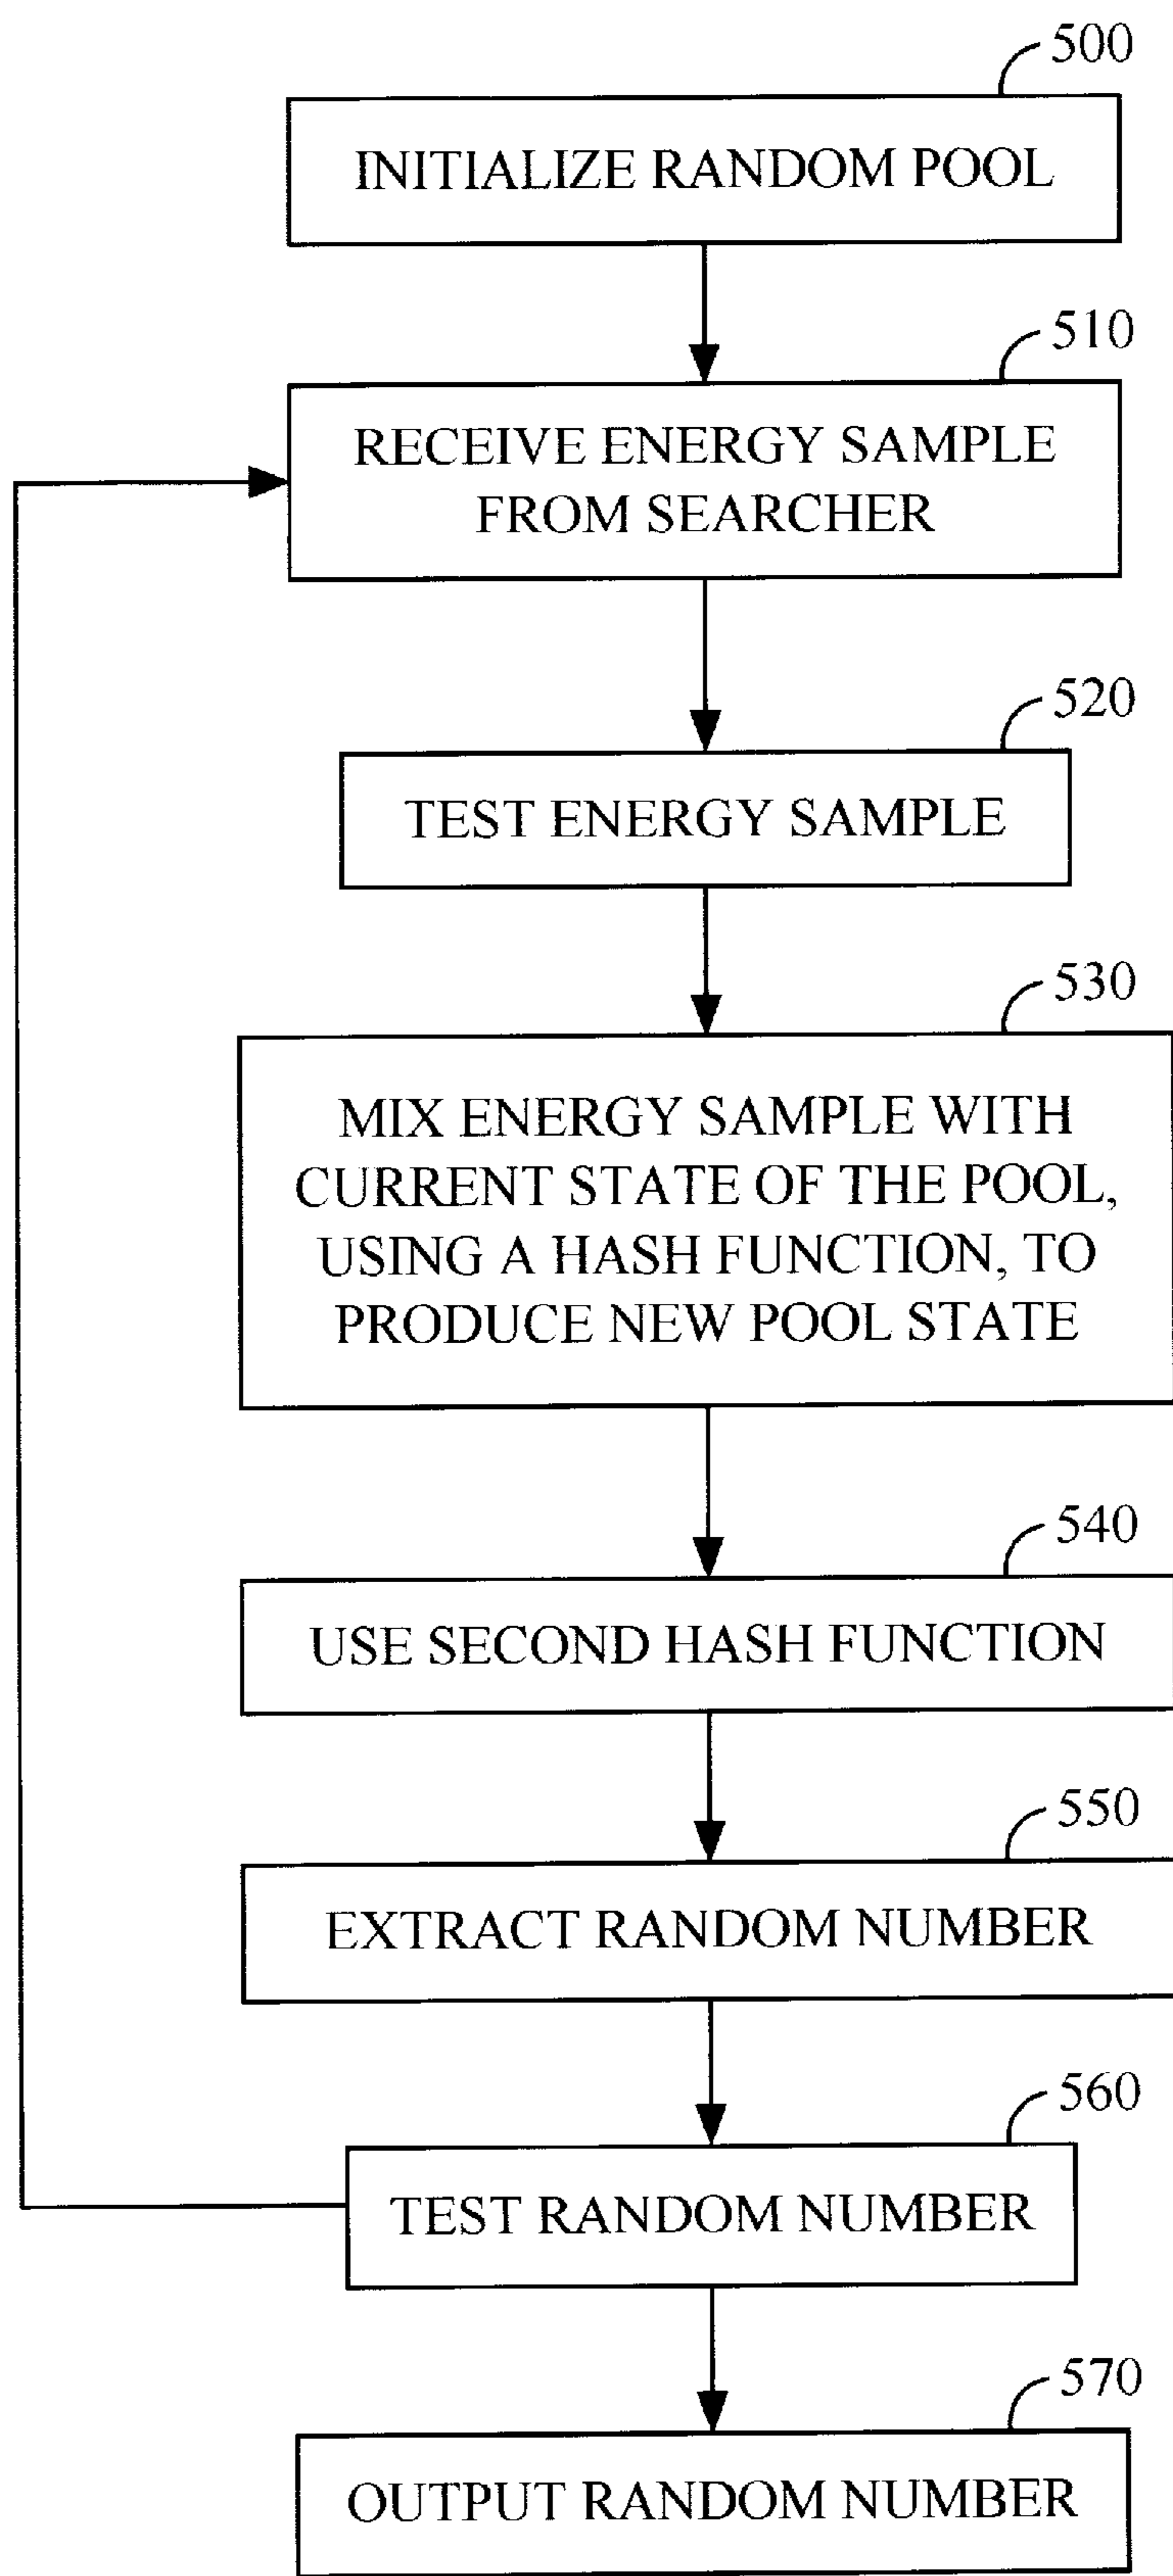 500
INITIALIZE RANDOM POOL
510
RECEIVE ENERGY SAMPLE
FROM SEARCHER
520
TEST ENERGY SAMPLE
530
MIX ENERGY SAMPLE WITH
CURRENT STATE OF THE POOL,
USING A HASH FUNCTION, TO
PRODUCE NEW POOL STATE
540
USE SECOND HASH FUNCTION
550
EXTRACT RANDOM NUMBER
560
TEST RANDOM NUMBER
570
OUTPUT RANDOM NUMBER